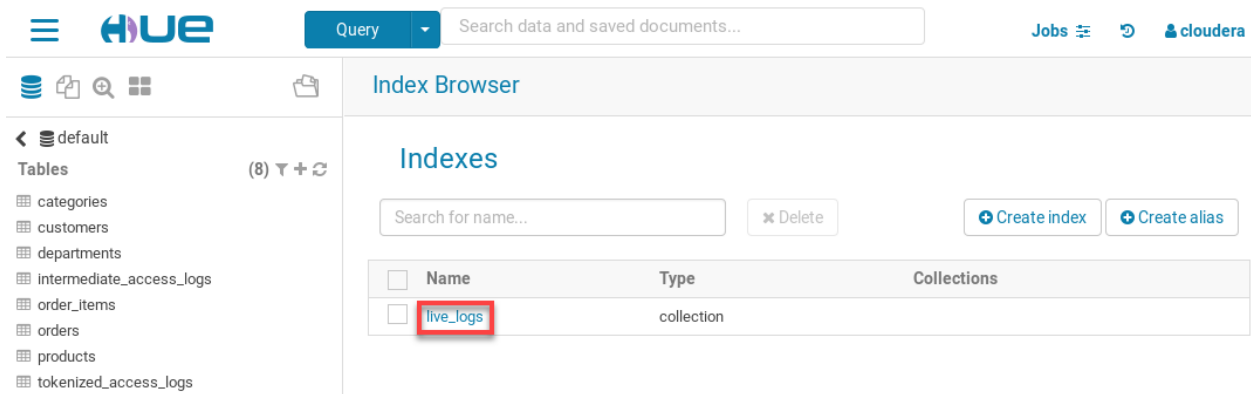 HUE
Query
Search data and saved documents...
Jobs
cloudera
Index Browser
default
Tables
(8)
categories
customers
departments
intermediate_access_logs
order_items
orders
products
tokenized_access_logs
Indexes
Search for name...
Delete
Create index
Create alias
Name Type Collections
live_logs collection